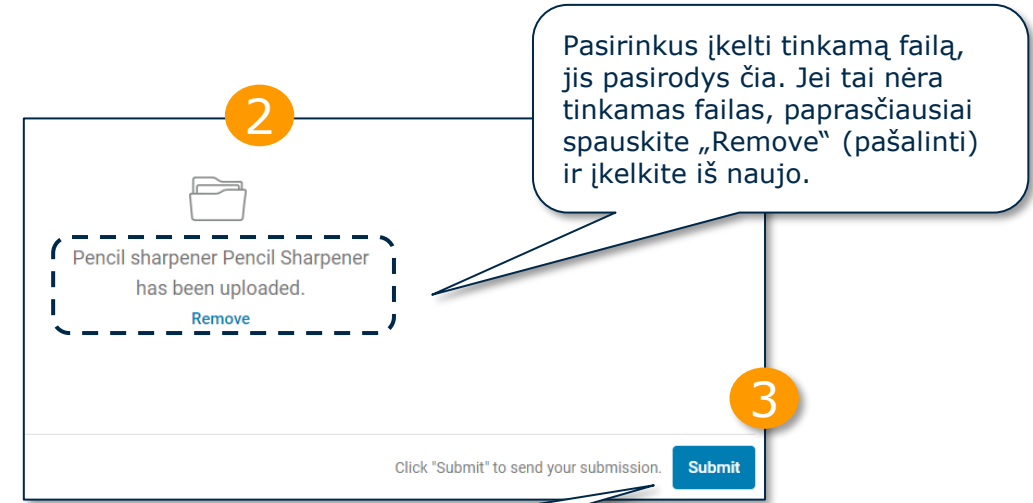 Pasirinkus įkelti tinkamą failą,
jis pasirodys čia. Jei tai nėra
tinkamas failas, paprasčiausiai
spauskite „Remove“ (pašalinti)
ir įkelkite iš naujo.
2
Pencil sharpener Pencil Sharpener
has been uploaded.
Remove
3
Click "Submit" to send your submission.
Submit